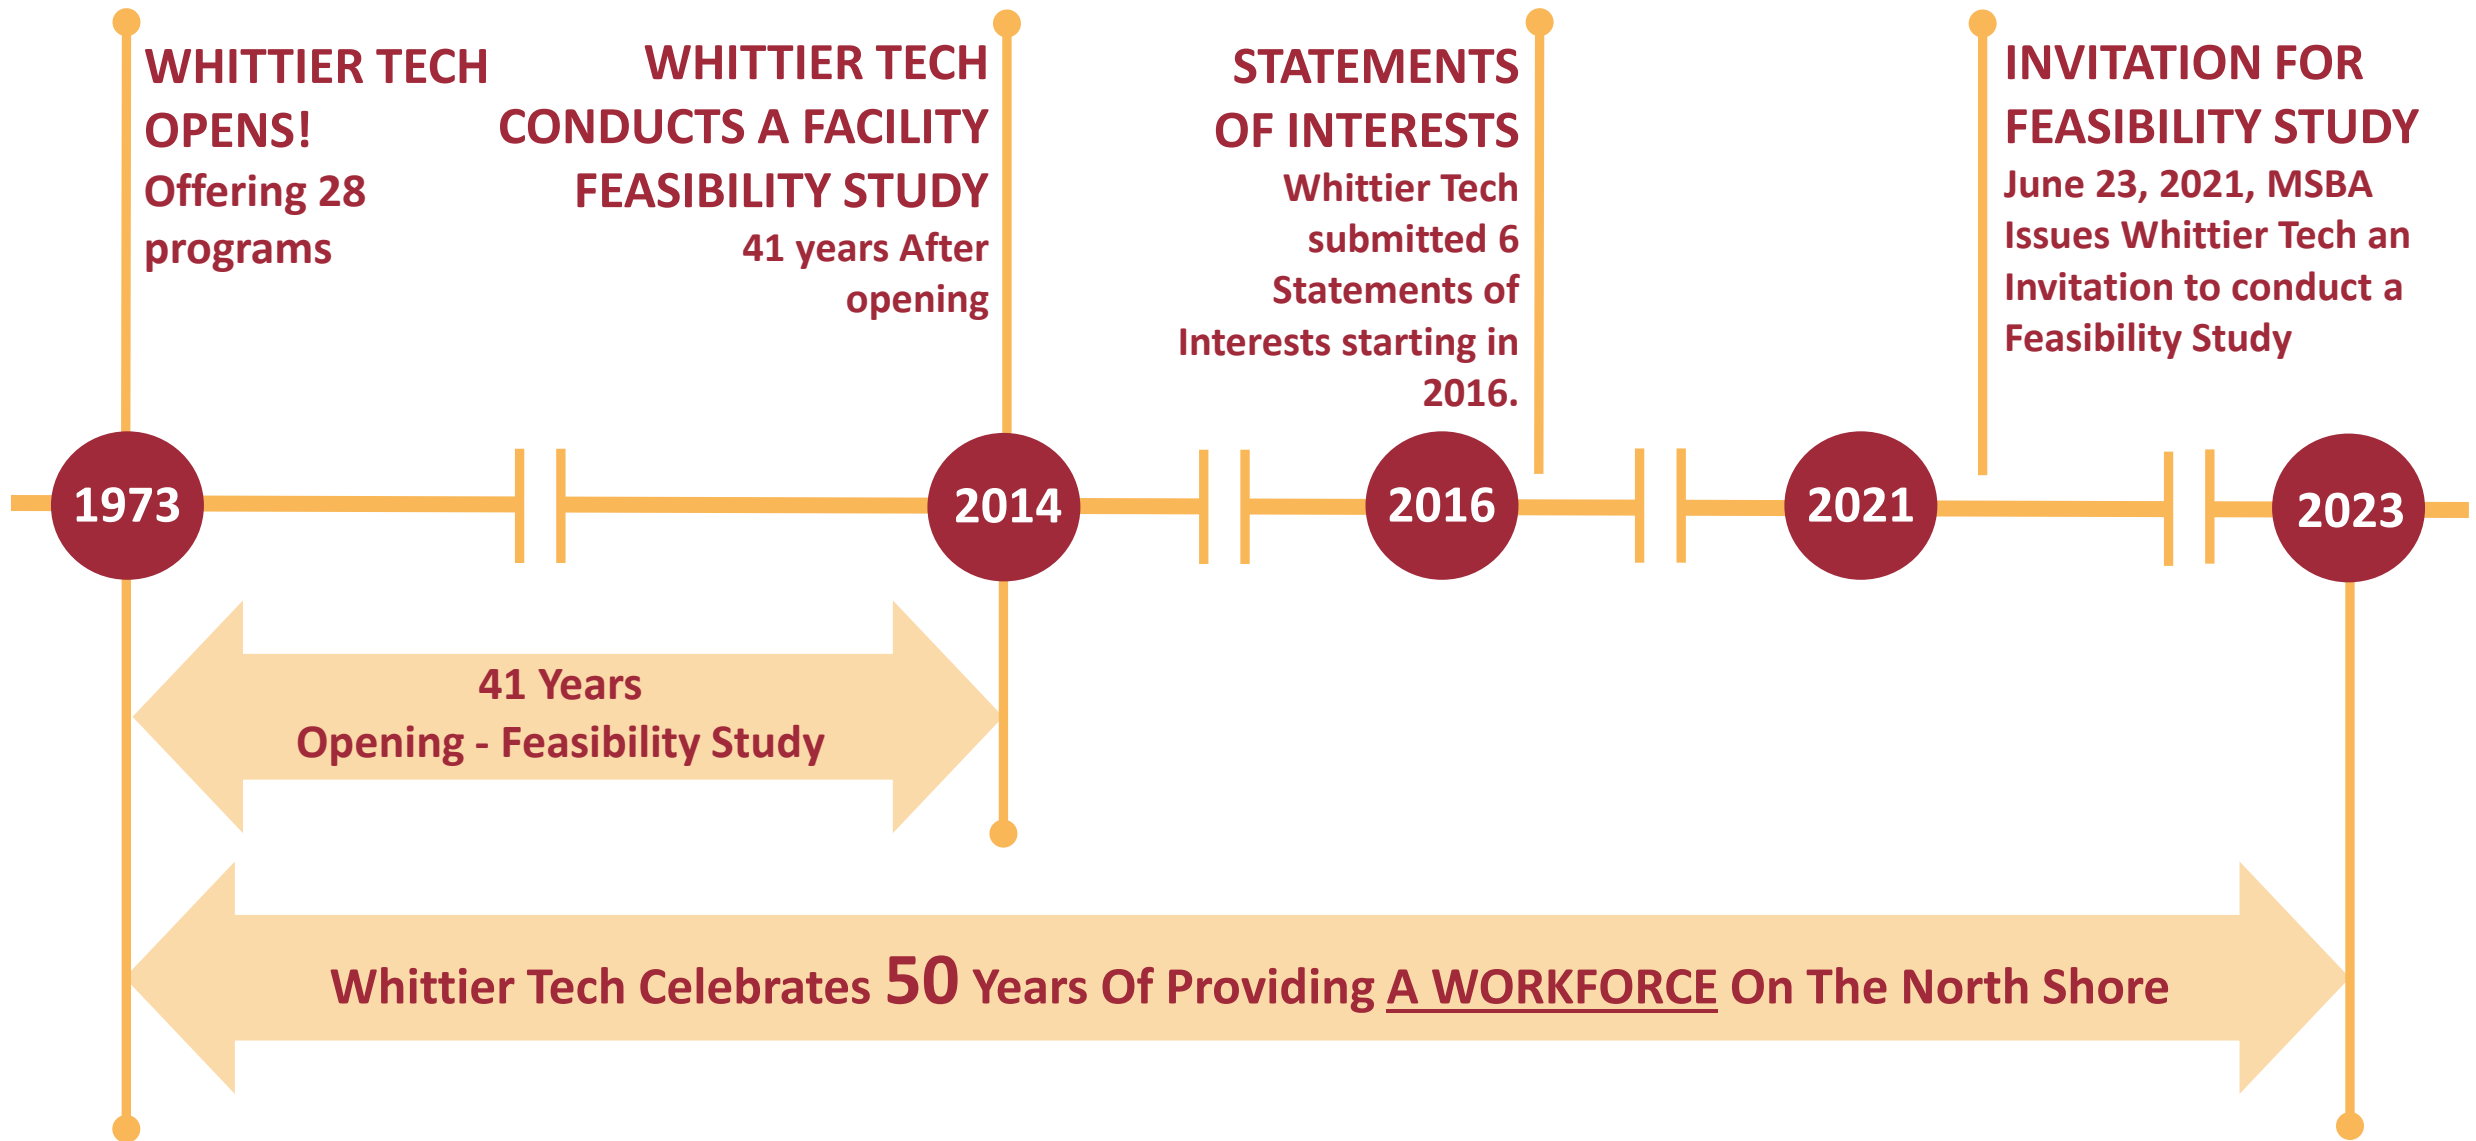 WHITTIER TECH
OPENS!
Offering 28
programs
WHITTIER TECH
CONDUCTS A FACILITY
FEASIBILITY STUDY
41 years After
opening
STATEMENTS
OF INTERESTS
Whittier Tech
submitted 6
Statements of
Interests starting in
2016.
INVITATION FOR
FEASIBILITY STUDY
June 23, 2021, MSBA
Issues Whittier Tech an
Invitation to conduct a
Feasibility Study
1973
2014
2016
2021
2023
41 Years
Opening - Feasibility Study
Whittier Tech Celebrates 50 Years Of Providing A WORKFORCE On The North Shore